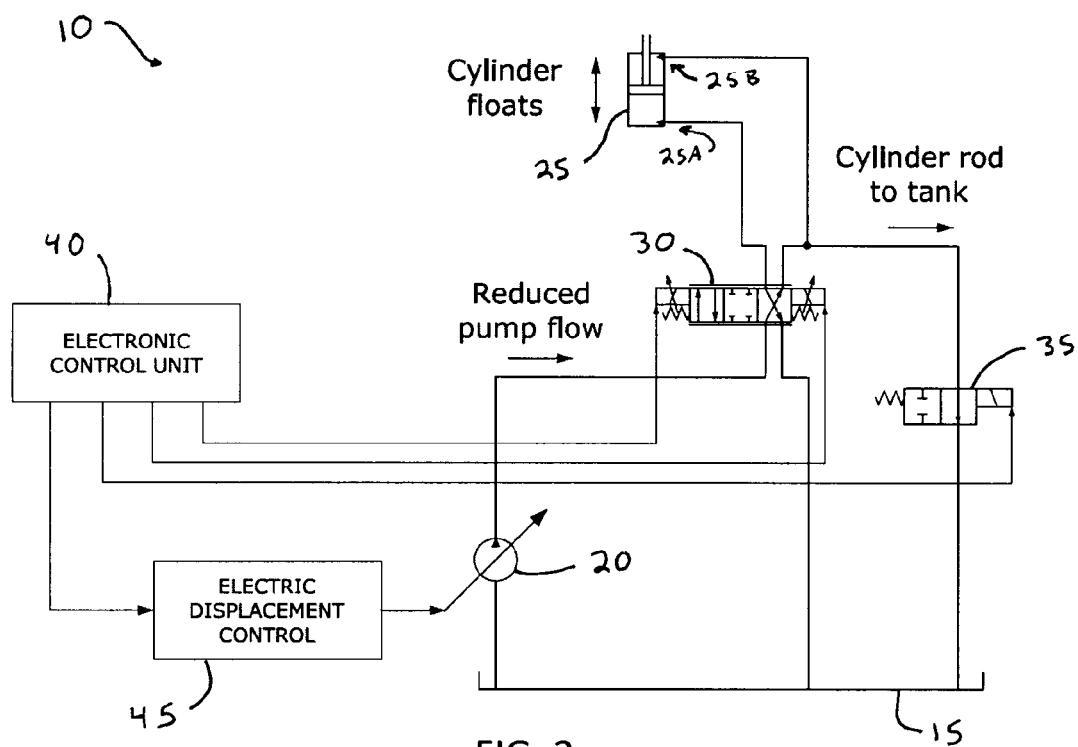 10
Cylinder
floats
25B
25
25A
Cylinder rod
to tank
40
30
Reduced
pump flow
ELECTRONIC
CONTROL UNIT
35
20
ELECTRIC
DISPLACEMENT
CONTROL
45
15